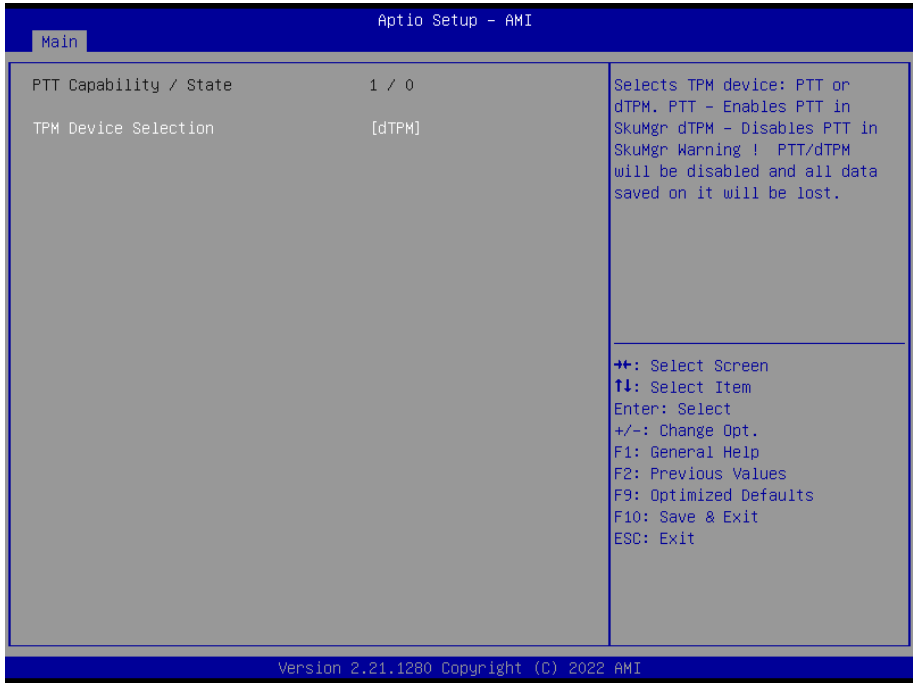 Aptio Setup – AMI
Main
PTT Capability / State 1 / 0
TPM Device Selection [dTPM]
Selects TPM device: PTT or
dTPM. PTT – Enables PTT in
SkuMgr dTPM – Disables PTT in
SkuMgr Warning ! PTT/dTPM
will be disabled and all data
saved on it will be lost.
→←: Select Screen
↑↓: Select Item
Enter: Select
+/-: Change Opt.
F1: General Help
F2: Previous Values
F9: Optimized Defaults
F10: Save & Exit
ESC: Exit
Version 2.21.1280 Copyright (C) 2022 AMI